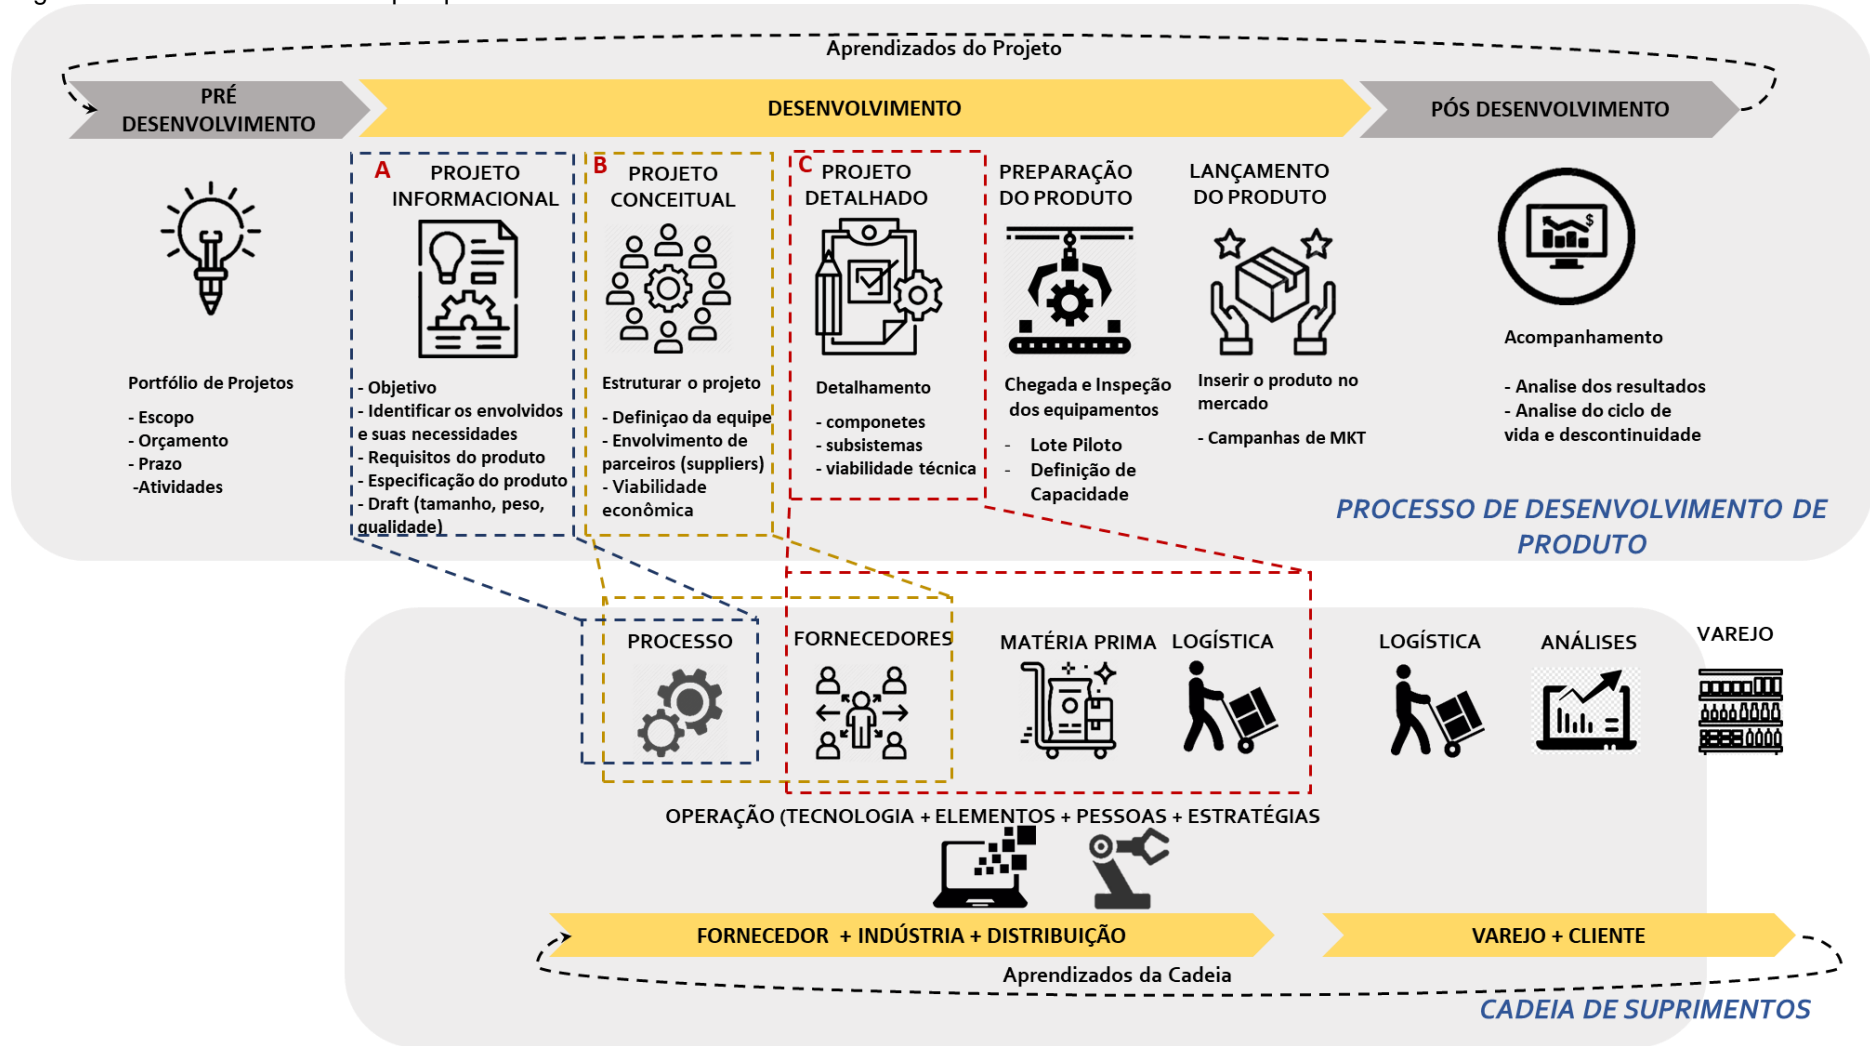 Aprendizados do Projeto
PRÉ
DESENVOLVIMENTO
DESENVOLVIMENTO
PÓS DESENVOLVIMENTO
A
PROJETO
INFORMACIONAL
B
PROJETO
CONCEITUAL
C
PROJETO
DETALHADO
PREPARAÇÃO
DO PRODUTO
LANÇAMENTO
DO PRODUTO
$
Portfólio de Projetos
- Escopo
- Orçamento
- Prazo
-Atividades
- Objetivo
- Identificar os envolvidos
e suas necessidades
- Requisitos do produto
- Especificação do produto
- Draft (tamanho, peso,
qualidade)
Estruturar o projeto
- Definiçao da equipe
- Envolvimento de
parceiros (suppliers)
- Viabilidade
econômica
Detalhamento
- componetes
- subsistemas
- viabilidade técnica
Chegada e Inspeção
dos equipamentos
- Lote Piloto
- Definição de
Capacidade
Inserir o produto no
mercado
- Campanhas de MKT
Acompanhamento
- Analise dos resultados
- Analise do ciclo de
vida e descontinuidade
PROCESSO DE DESENVOLVIMENTO DE
PRODUTO
PROCESSO
FORNECEDORES
MATÉRIA PRIMA
LOGÍSTICA
LOGÍSTICA
ANÁLISES
VAREJO
OPERAÇÃO (TECNOLOGIA + ELEMENTOS + PESSOAS + ESTRATÉGIAS
FORNECEDOR + INDÚSTRIA + DISTRIBUIÇÃO
VAREJO + CLIENTE
Aprendizados da Cadeia
CADEIA DE SUPRIMENTOS